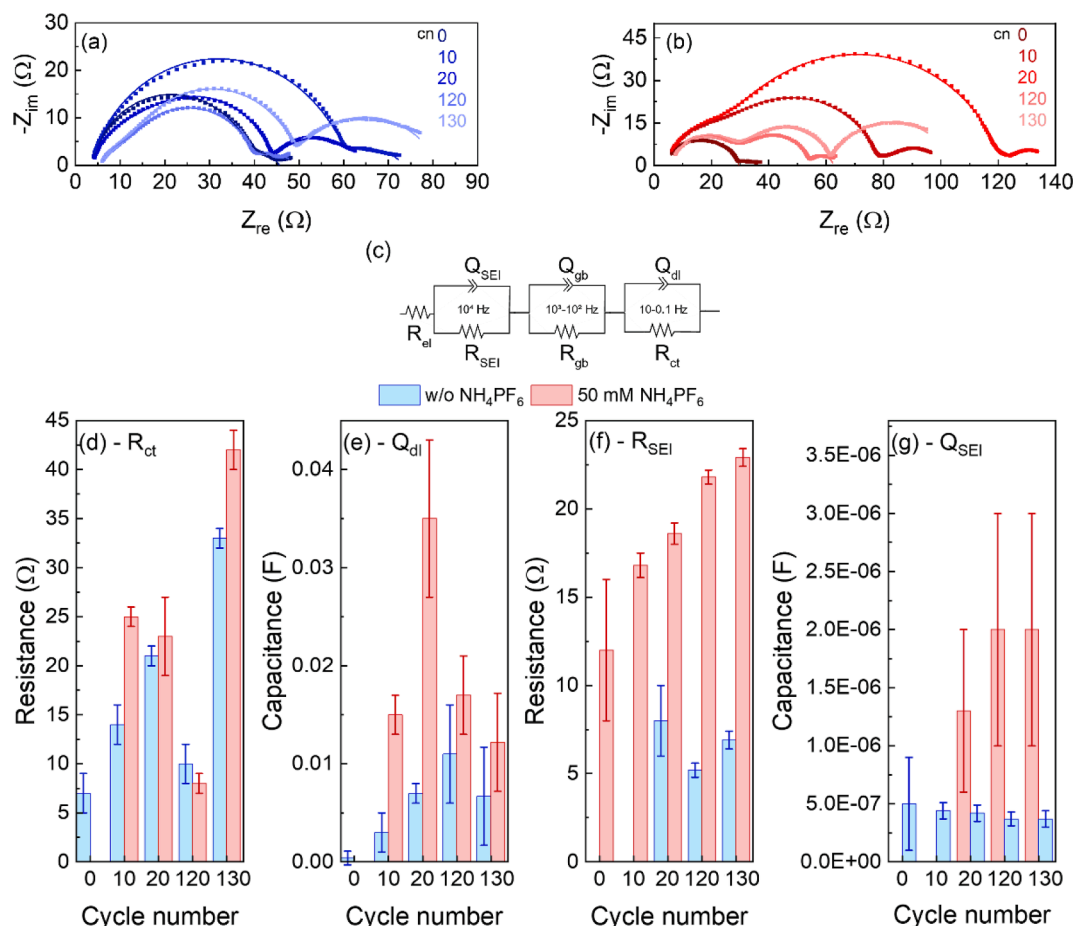 (a)
cn 0
10
20
120
130
-Z_im (Ω)
30
25
20
15
10
5
0
0 10 20 30 40 50 60 70 80 90
Z_re (Ω)
(b)
cn 0
10
20
120
130
-Z_im (Ω)
45
30
15
0
0 20 40 60 80 100 120 140
Z_re (Ω)
(c)
Q_SEI Q_gb Q_dl
10⁴ Hz 10³-10² Hz 10-0.1 Hz
R_el
R_SEI R_gb R_ct
w/o NH₄PF₆ 50 mM NH₄PF₆
(d) - R_ct
Resistance (Ω)
45
40
35
30
25
20
15
10
5
0
0 10 20 120 130
Cycle number
(e) - Q_dl
Capacitance (F)
0.04
0.03
0.02
0.01
0.00
0 10 20 120 130
Cycle number
(f) - R_SEI
Resistance (Ω)
25
20
15
10
5
0
0 10 20 120 130
Cycle number
(g) - Q_SEI
Capacitance (F)
3.5E-06
3.0E-06
2.5E-06
2.0E-06
1.5E-06
1.0E-06
5.0E-07
0.0E+00
0 10 20 120 130
Cycle number